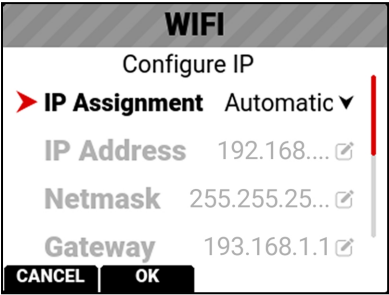 WIFI
Configure IP
IP Assignment Automatic
IP Address 192.168....
Netmask 255.255.25...
Gateway 193.168.1.1
CANCEL OK